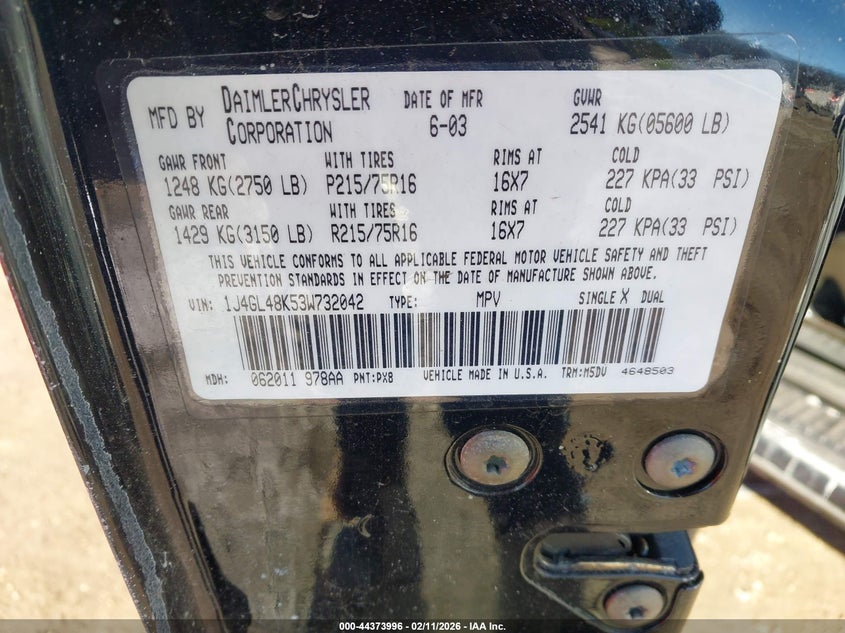 MFD BY DAIMLERCHRYSLER CORPORATION DATE OF MFR 6-03 GVWR 2541 KG(05600 LB)
GAWR FRONT WITH TIRES RIMS AT COLD
1248 KG(2750 LB) P215/75R16 16X7 227 KPA(33 PSI)
GAWR REAR WITH TIRES RIMS AT COLD
1429 KG(3150 LB) R215/75R16 16X7 227 KPA(33 PSI)
THIS VEHICLE CONFORMS TO ALL APPLICABLE FEDERAL MOTOR VEHICLE SAFETY AND THEFT
PREVENTION STANDARDS IN EFFECT ON THE DATE OF MANUFACTURE SHOWN ABOVE.
VIN: 1J4GL48K53W732042 TYPE: MPV SINGLE X DUAL
MDH: 062011 978AA PNT:PX8 VEHICLE MADE IN U.S.A. TRM:M5DV 4648503
000-44373996 - 02/11/2026 - IAA Inc.